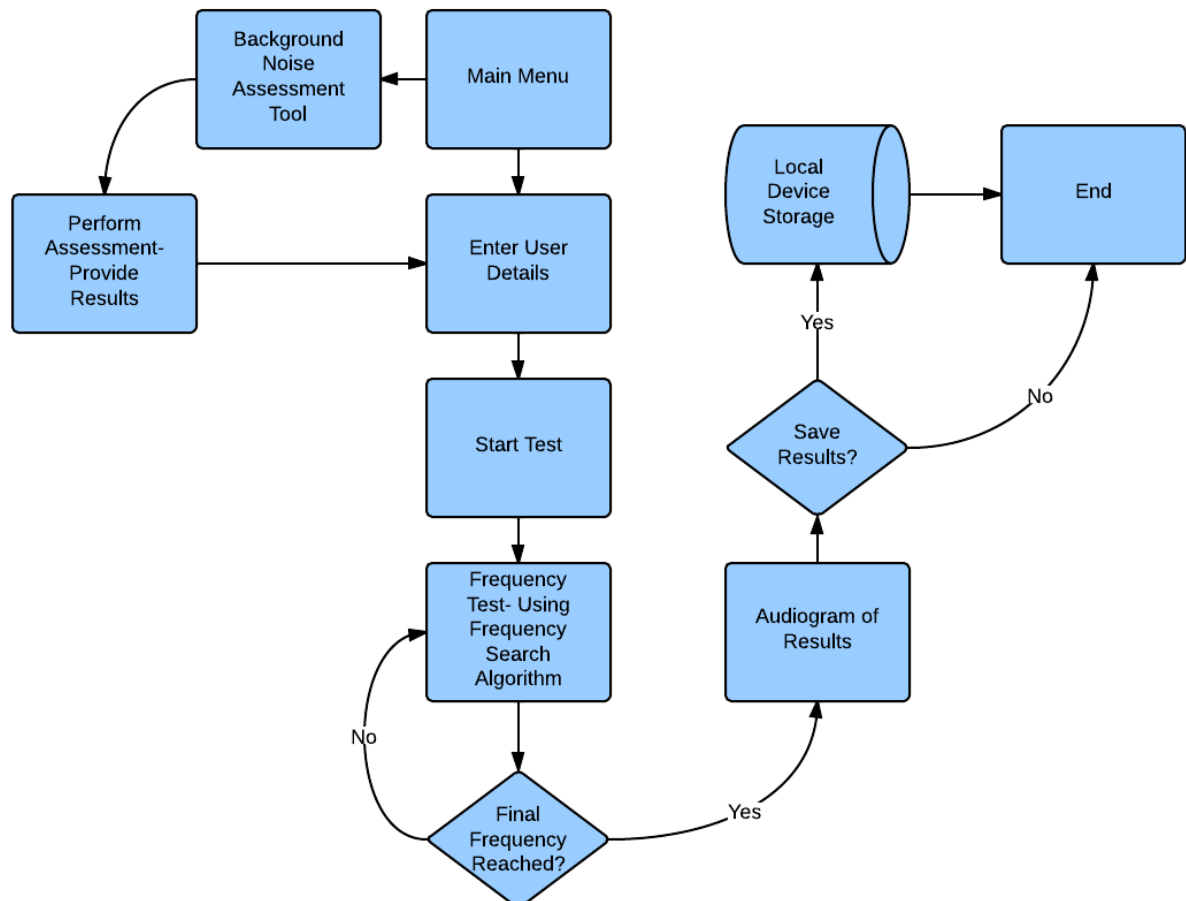 Background
Noise
Assessment
Tool
Main Menu
Perform
Assessment-
Provide
Results
Enter User
Details
Local
Device
Storage
End
Yes
No
Start Test
Save
Results?
Frequency
Test- Using
Frequency
Search
Algorithm
Audiogram of
Results
No
Yes
Final
Frequency
Reached?